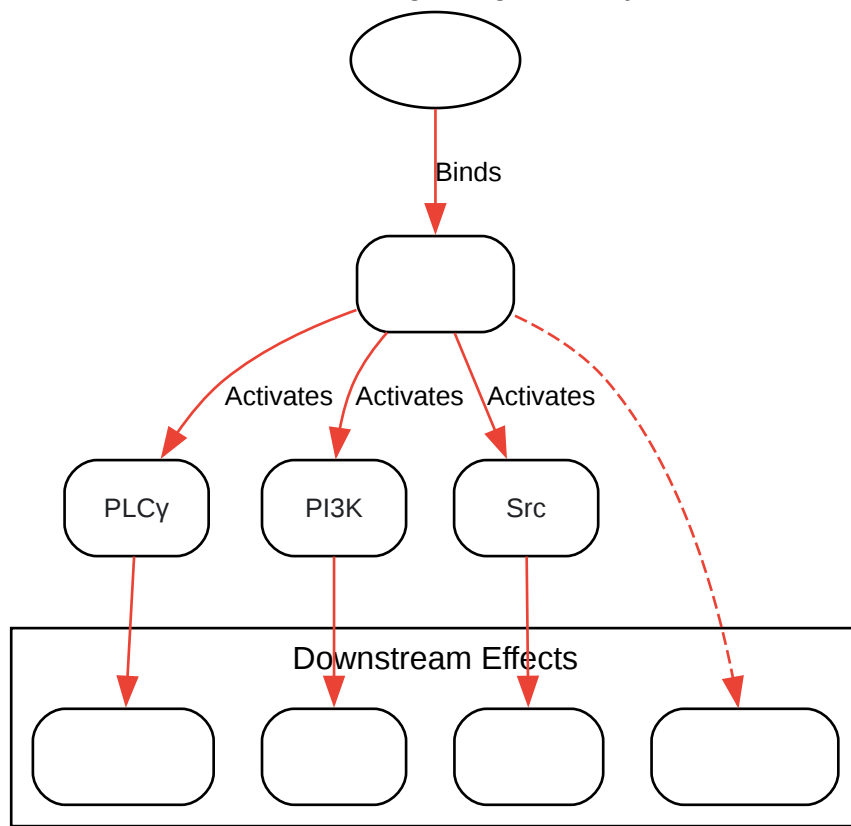 Binds
Activates Activates Activates
PLCγ PI3K Src
Downstream Effects